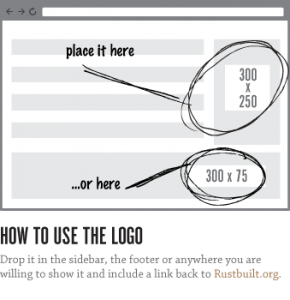 place it here
300
x
250
...or here
300 x 75
HOW TO USE THE LOGO
Drop it in the sidebar, the footer or anywhere you are
willing to show it and include a link back to Rustbuilt.org.